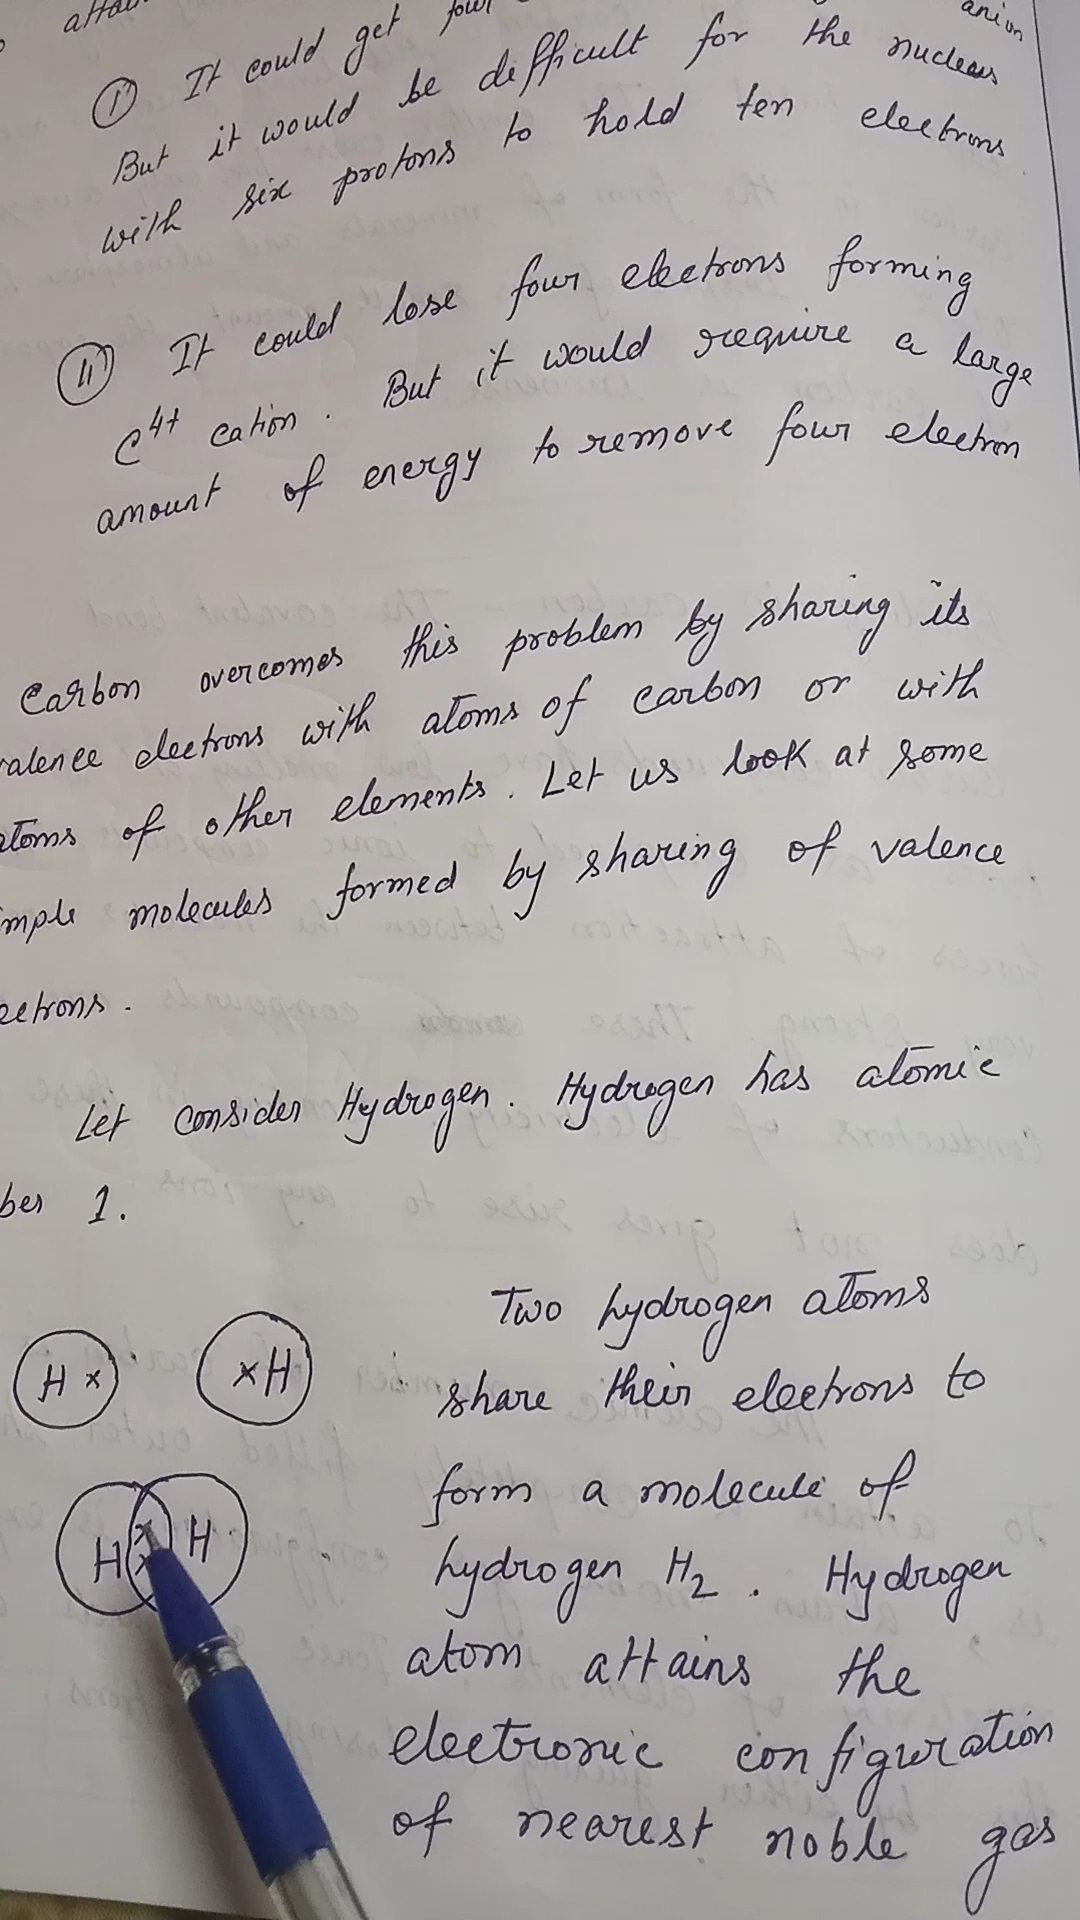 ① It could get four anion
But it would be difficult for the nucleus
with six protons to hold ten electrons.
② It could lose four electrons forming
C4+ cation. But it would require a large
amount of energy to remove four electron
Carbon overcomes this problem by sharing its
valence electrons with atoms of carbon or with
atoms of other elements. Let us look at some
imple molecules formed by sharing of valence
ectrons.
Let consider Hydrogen. Hydrogen has atomic
ber 1.
H x
x H
H x x H
Two hydrogen atoms
share their electrons to
form a molecule of
hydrogen H2. Hydrogen
atom attains the
electronic configuration
of nearest noble gas